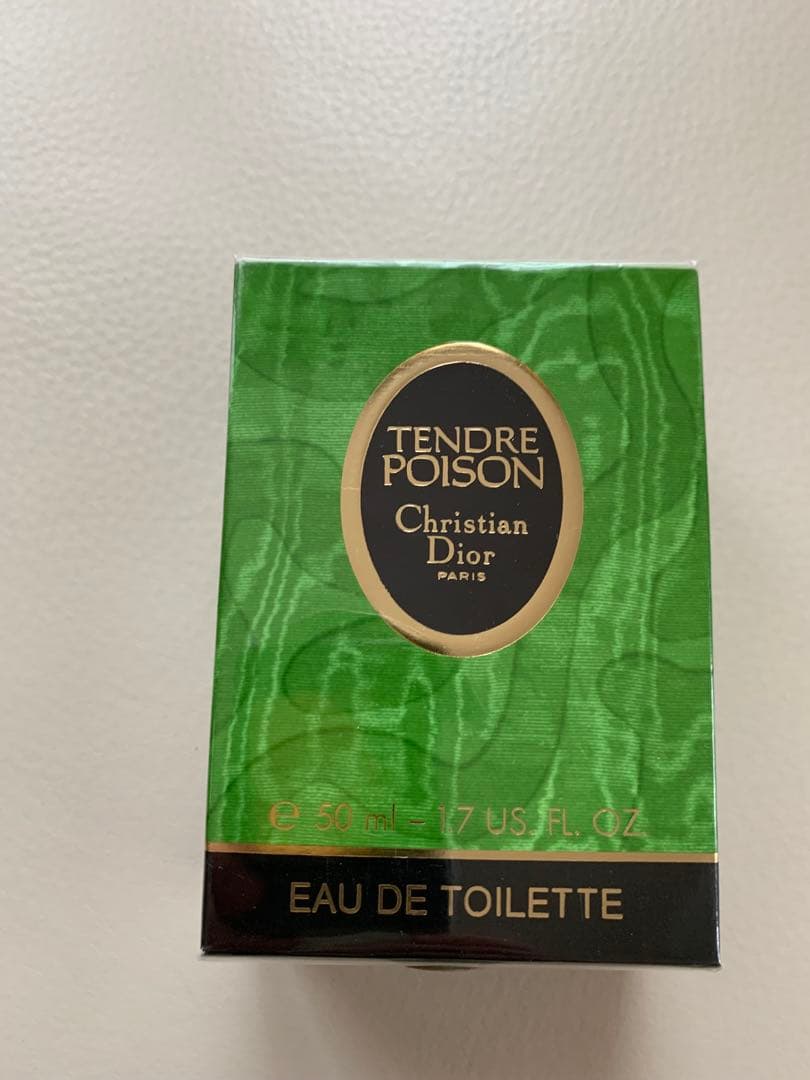 TENDRE
POISON
Christian
Dior
PARIS
℮ 50 ml – 1.7 US. FL. OZ.
EAU DE TOILETTE